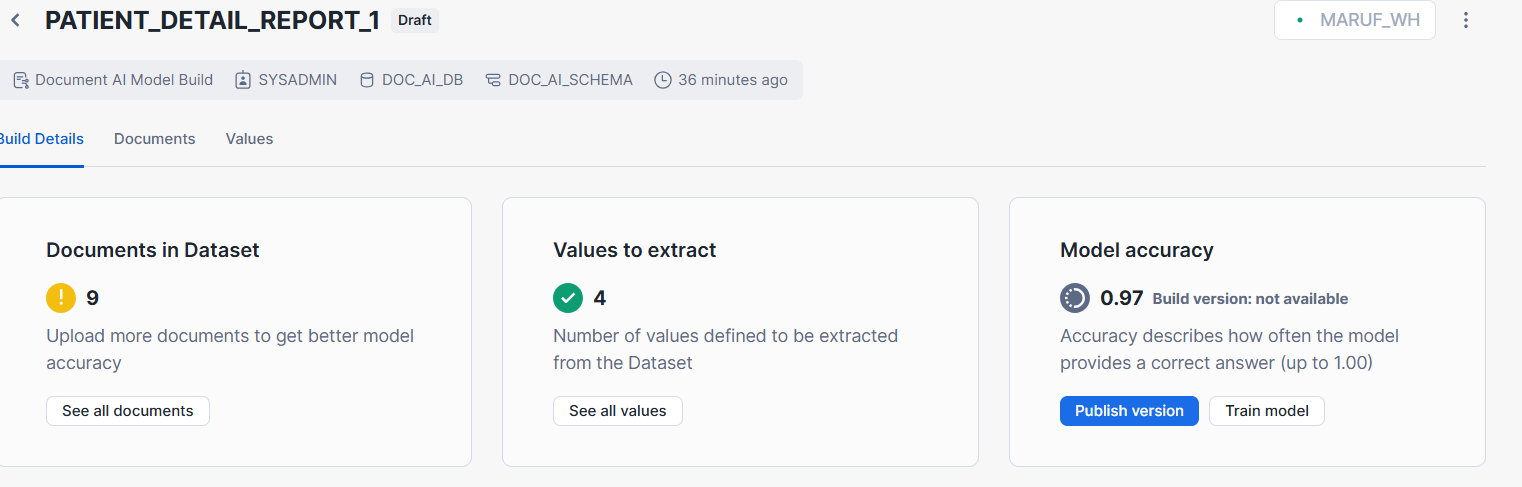 PATIENT_DETAIL_REPORT_1 Draft MARUF_WH
Document AI Model Build SYSADMIN DOC_AI_DB DOC_AI_SCHEMA 36 minutes ago
Build Details Documents Values
Documents in Dataset
9
Upload more documents to get better model
accuracy
See all documents
Values to extract
4
Number of values defined to be extracted
from the Dataset
See all values
Model accuracy
0.97 Build version: not available
Accuracy describes how often the model
provides a correct answer (up to 1.00)
Publish version Train model